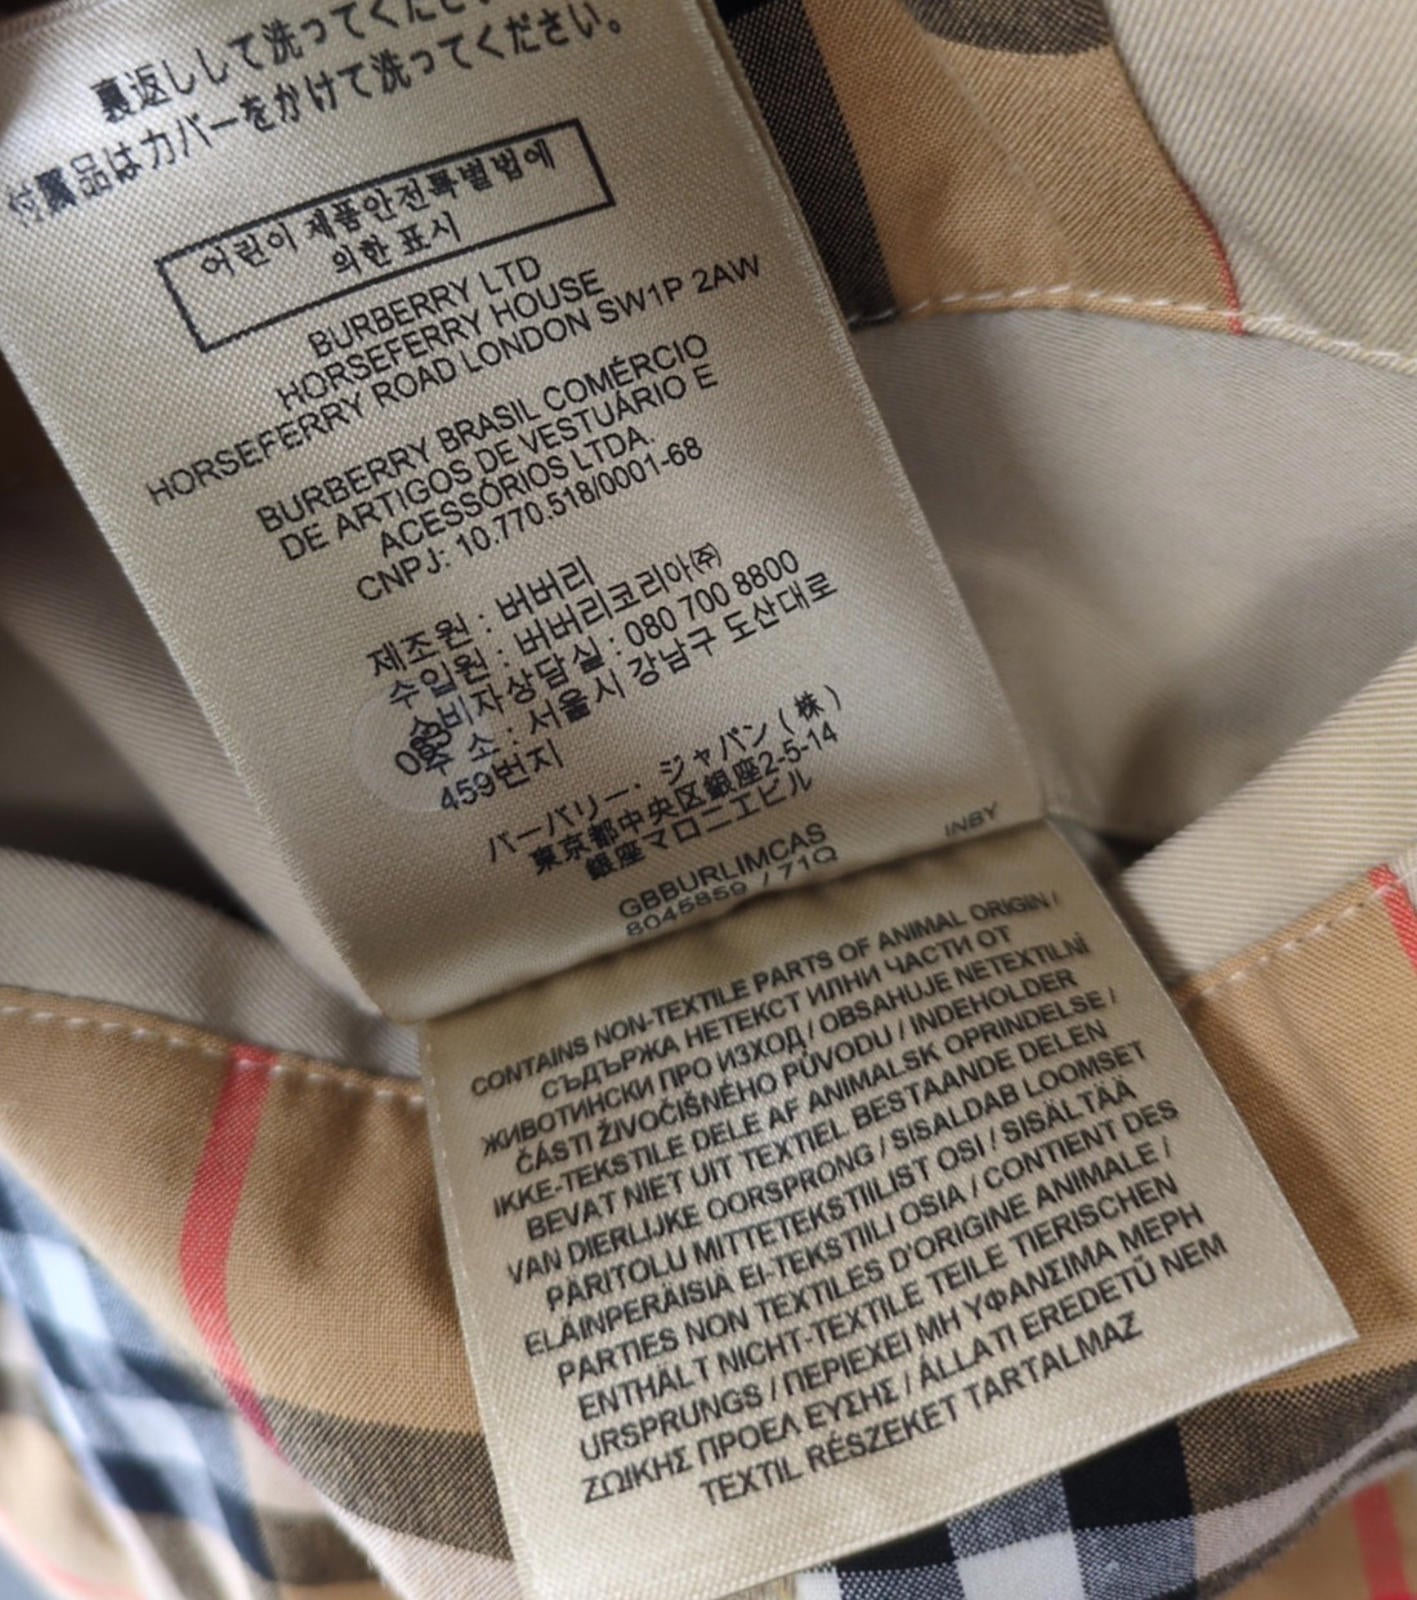 裏返しして洗ってください。
付属品はカバーをかけて洗ってください。
어린이 제품안전특별법에
의한 표시
BURBERRY LTD
HORSEFERRY HOUSE
HORSEFERRY ROAD LONDON SW1P 2AW
BURBERRY BRASIL COMÉRCIO
DE ARTIGOS DE VESTUÁRIO E
ACESSÓRIOS LTDA.
CNPJ: 10.770.518/0001-68
제조원 : 버버리
수입원 : 버버리코리아㈜
소비자상담실 : 080 700 8800
주 소 : 서울시 강남구 도산대로
459번지
バーバリー・ジャパン(株)
東京都中央区銀座2-5-14
銀座マロニエビル
GBBURLIMCAS
8045859 / 71Q
INBY
CONTAINS NON-TEXTILE PARTS OF ANIMAL ORIGIN /
СЪДЪРЖА НЕТЕКСТ ИЛНИ ЧАСТИ ОТ
ЖИВОТИНСКИ ПРО ИЗХОД / OBSAHUJE NETEXTILNÍ
ČÁSTI ŽIVOČIŠNÉHO PŮVODU / INDEHOLDER
IKKE-TEKSTILE DELE AF ANIMALSK OPRINDELSE /
BEVAT NIET UIT TEXTIEL BESTAANDE DELEN
VAN DIERLIJKE OORSPRONG / SISALDAB LOOMSET
PÄRITOLU MITTETEKSTIILIST OSI / SISÄLTÄÄ
ELÄINPERÄISIA EI-TEKSTIILI OSIA / CONTIENT DES
PARTIES NON TEXTILES D'ORIGINE ANIMALE /
ENTHÄLT NICHT-TEXTILE TEILE TIERISCHEN
URSPRUNGS / ΠΕΡΙΕΧΕΙ ΜΗ ΥΦΑΝΣΙΜΑ ΜΕΡΗ
ΖΩΙΚΗΣ ΠΡΟΕΛ ΕΥΣΗΣ / ÁLLATI EREDETŰ NEM
TEXTIL RÉSZEKET TARTALMAZ